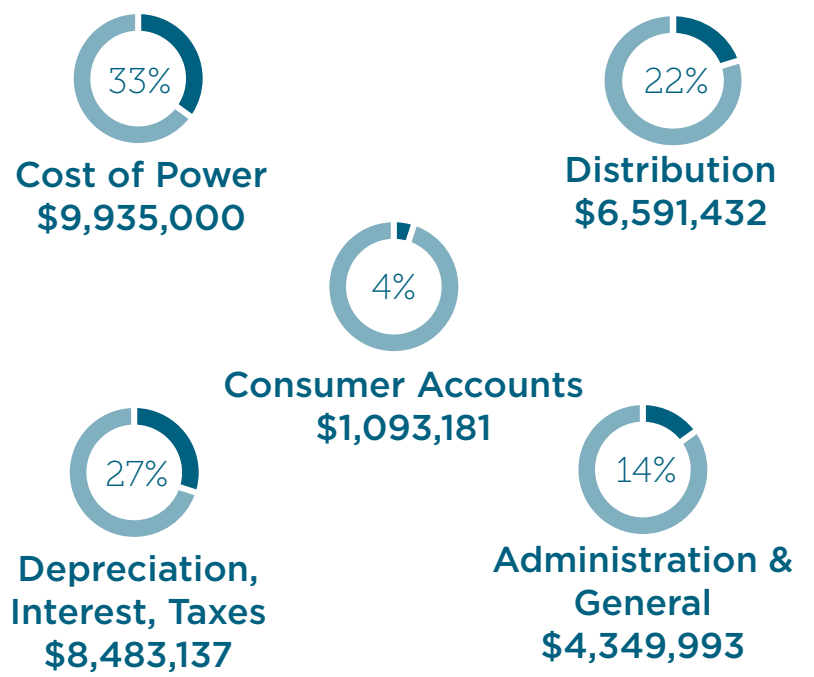 33%
Cost of Power
$9,935,000
22%
Distribution
$6,591,432
4%
Consumer Accounts
$1,093,181
27%
Depreciation,
Interest, Taxes
$8,483,137
14%
Administration &
General
$4,349,993